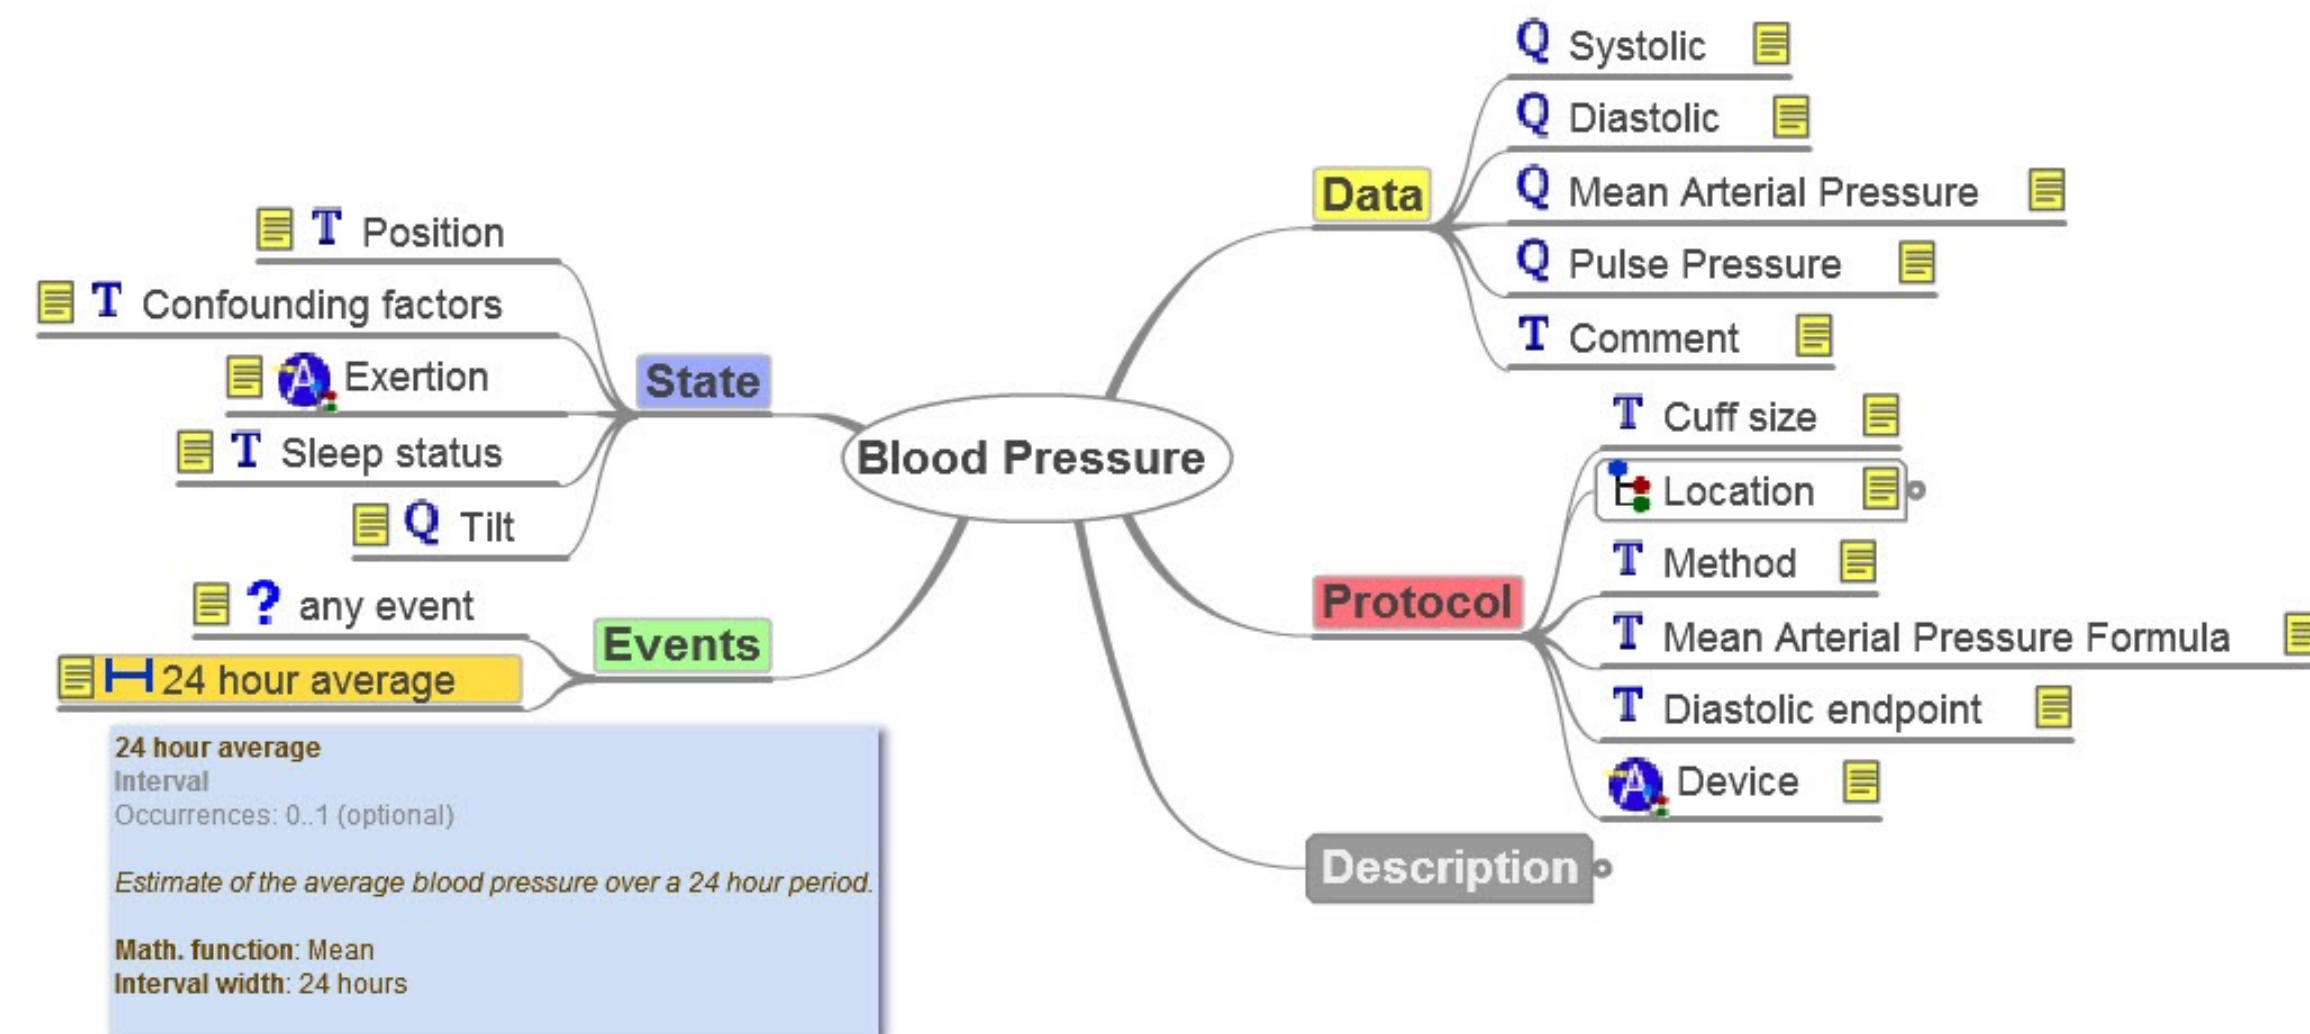 Blood Pressure
Data
Q Systolic
Q Diastolic
Q Mean Arterial Pressure
Q Pulse Pressure
T Comment
State
T Position
T Confounding factors
A Exertion
T Sleep status
Q Tilt
Events
? any event
24 hour average
24 hour average
Interval
Occurrences: 0..1 (optional)
Estimate of the average blood pressure over a 24 hour period.
Math. function: Mean
Interval width: 24 hours
Protocol
T Cuff size
Location
T Method
T Mean Arterial Pressure Formula
T Diastolic endpoint
A Device
Description